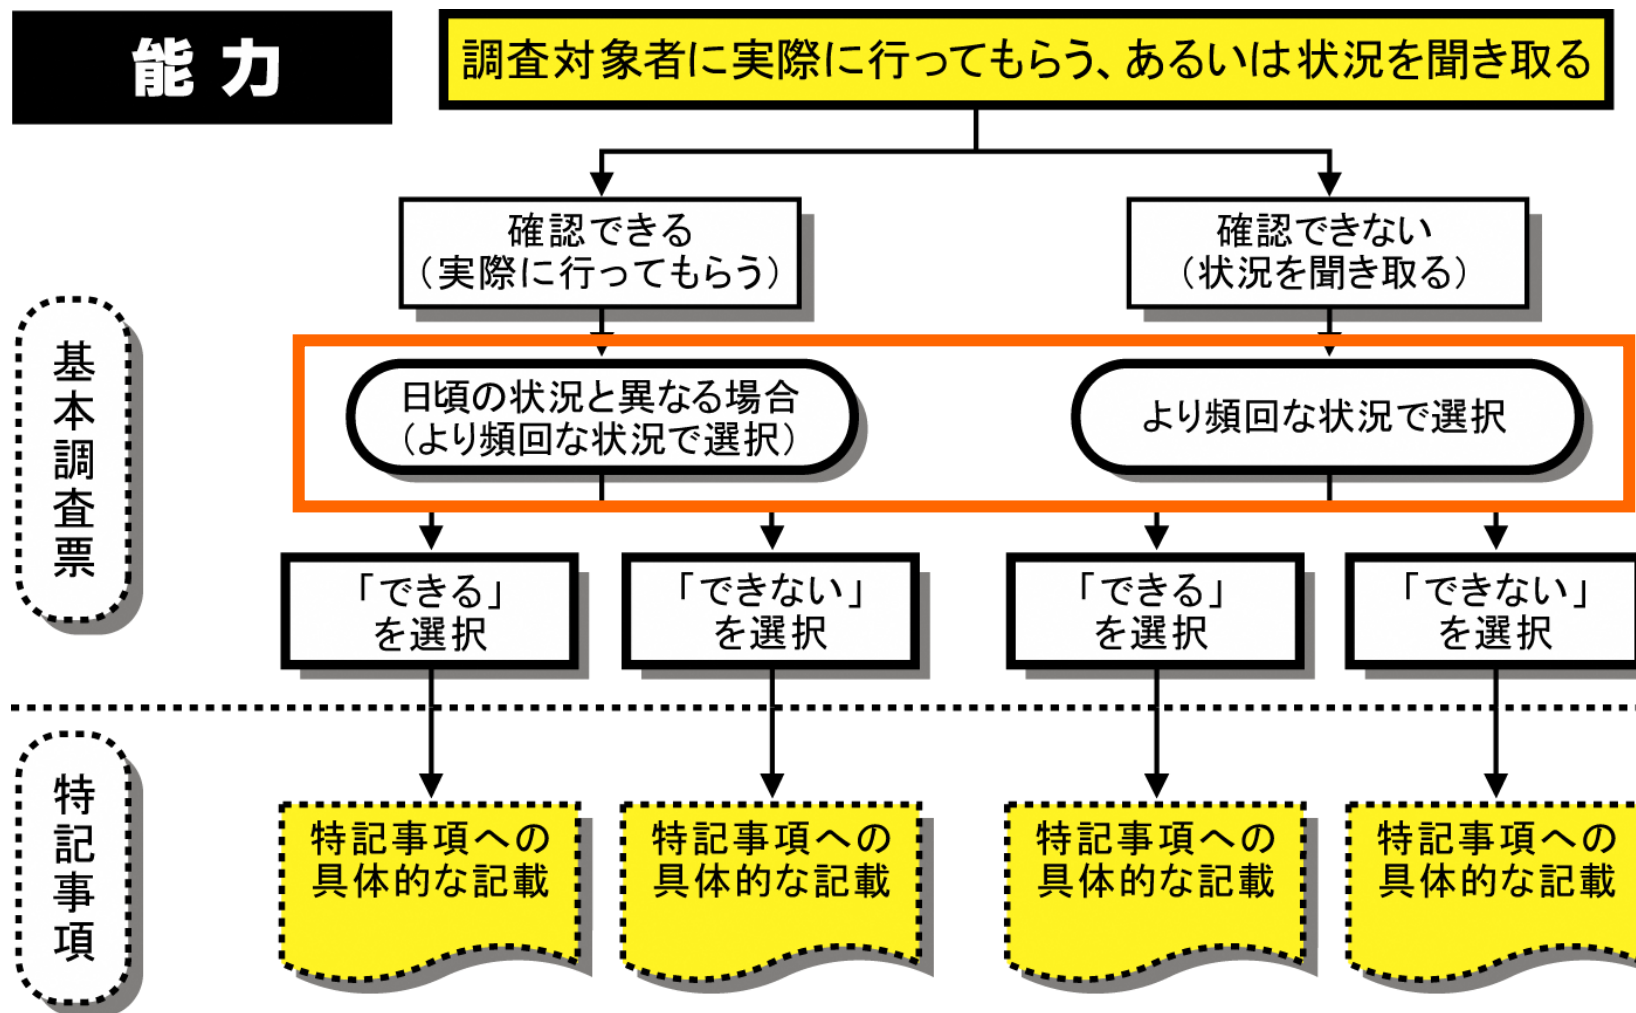 能力
調査対象者に実際に行ってもらう、あるいは状況を聞き取る
確認できる
（実際に行ってもらう）
確認できない
（状況を聞き取る）
基本調査票
日頃の状況と異なる場合
（より頻回な状況で選択）
より頻回な状況で選択
「できる」
を選択
「できない」
を選択
「できる」
を選択
「できない」
を選択
特記事項
特記事項への
具体的な記載
特記事項への
具体的な記載
特記事項への
具体的な記載
特記事項への
具体的な記載